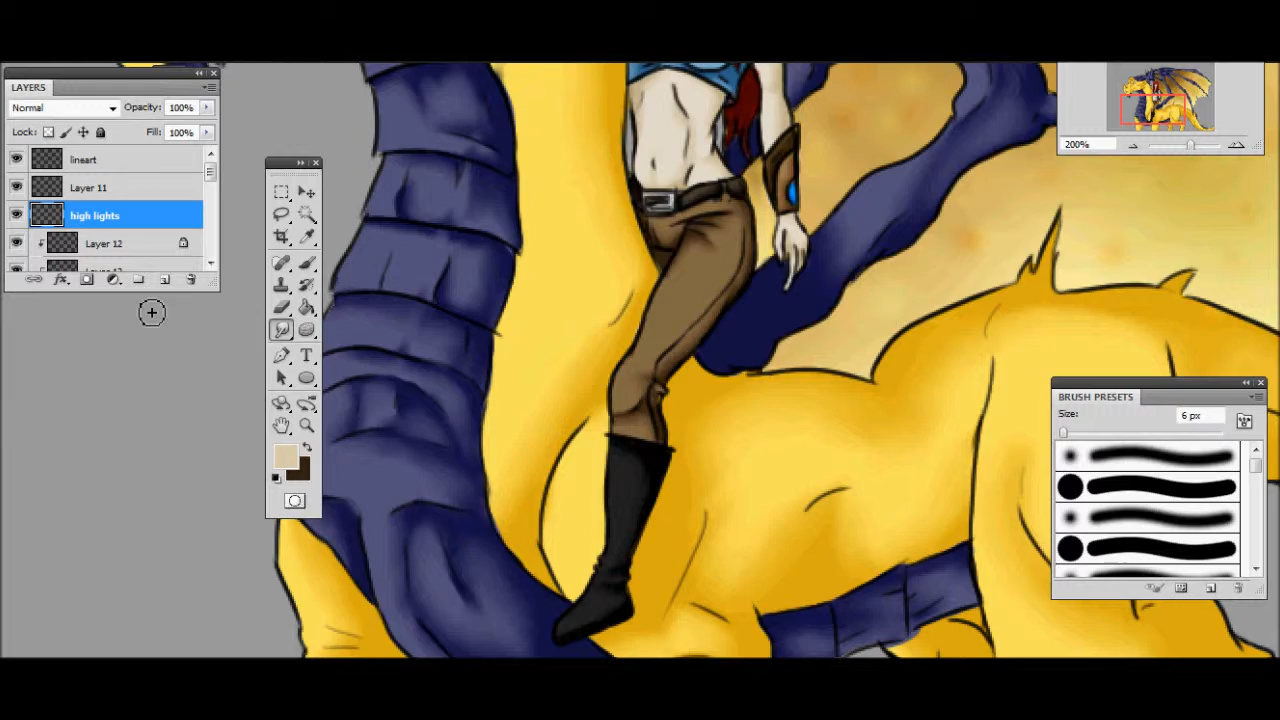 LAYERS
Normal Opacity: 100%
Lock: Fill: 100%
lineart
Layer 11
high lights
Layer 12
fx
T
200%
BRUSH PRESETS
Size: 6 px